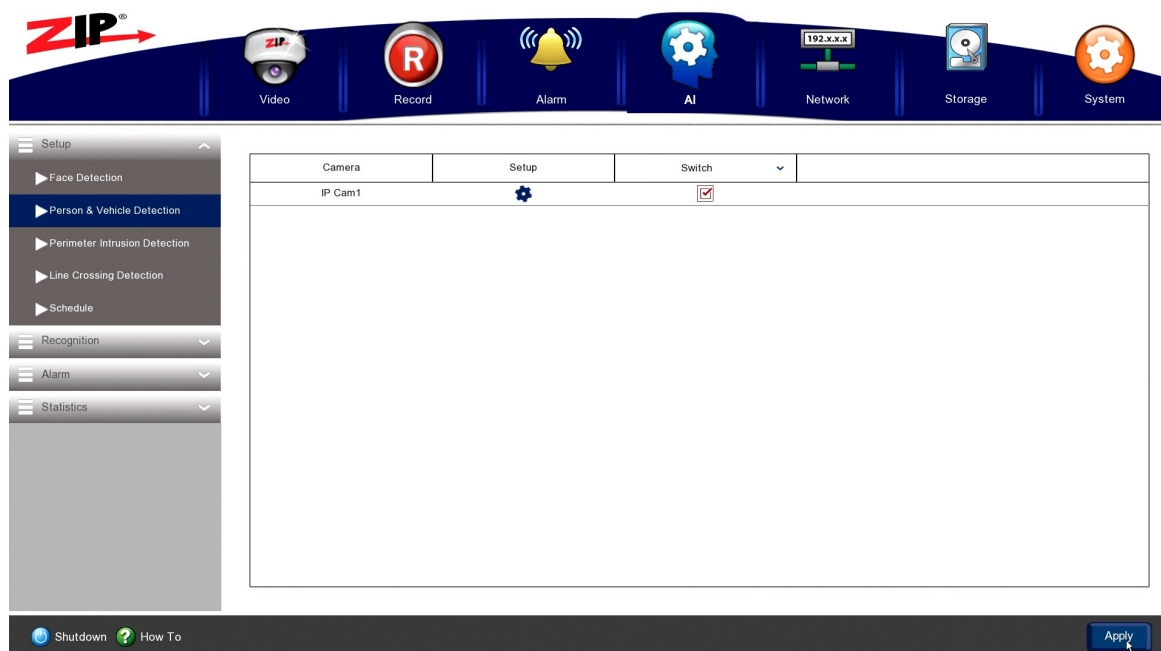 ZIP®
ZIP
R
192.x.x.x
Video
Record
Alarm
AI
Network
Storage
System
Setup
Face Detection
Person & Vehicle Detection
Perimeter Intrusion Detection
Line Crossing Detection
Schedule
Recognition
Alarm
Statistics
Camera Setup Switch
IP Cam1
Shutdown How To
Apply